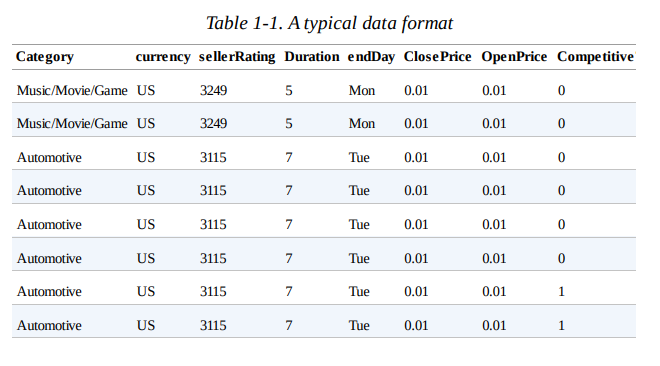 Table 1-1. A typical data format
Category currency sellerRating Duration endDay ClosePrice OpenPrice Competitive
Music/Movie/Game US 3249 5 Mon 0.01 0.01 0
Music/Movie/Game US 3249 5 Mon 0.01 0.01 0
Automotive US 3115 7 Tue 0.01 0.01 0
Automotive US 3115 7 Tue 0.01 0.01 0
Automotive US 3115 7 Tue 0.01 0.01 0
Automotive US 3115 7 Tue 0.01 0.01 0
Automotive US 3115 7 Tue 0.01 0.01 1
Automotive US 3115 7 Tue 0.01 0.01 1